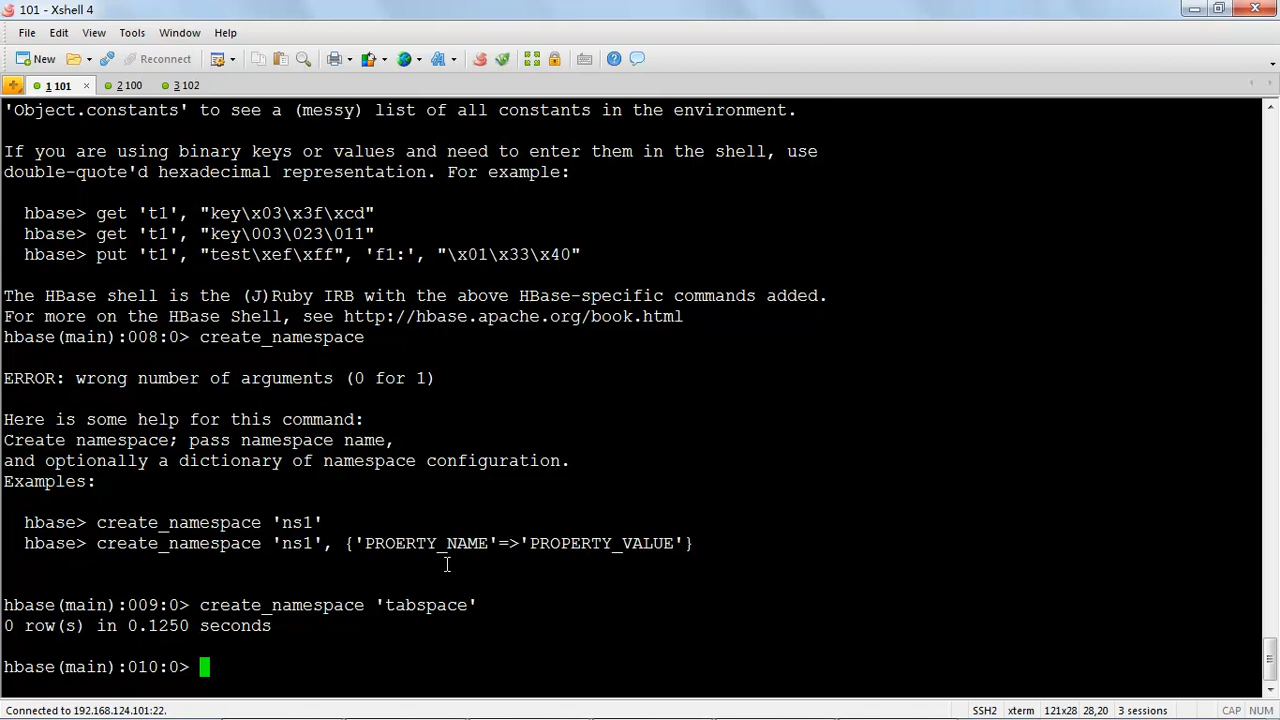 101 - Xshell 4
File Edit View Tools Window Help
New Reconnect
1 101 2 100 3 102
'Object.constants' to see a (messy) list of all constants in the environment.
If you are using binary keys or values and need to enter them in the shell, use
double-quote'd hexadecimal representation. For example:
hbase> get 't1', "key\x03\x3f\xcd"
hbase> get 't1', "key\003\023\011"
hbase> put 't1', "test\xef\xff", 'f1:', "\x01\x33\x40"
The HBase shell is the (J)Ruby IRB with the above HBase-specific commands added.
For more on the HBase Shell, see http://hbase.apache.org/book.html
hbase(main):008:0> create_namespace
ERROR: wrong number of arguments (0 for 1)
Here is some help for this command:
Create namespace; pass namespace name,
and optionally a dictionary of namespace configuration.
Examples:
hbase> create_namespace 'ns1'
hbase> create_namespace 'ns1', {'PROERTY_NAME'=>'PROPERTY_VALUE'}
hbase(main):009:0> create_namespace 'tabspace'
0 row(s) in 0.1250 seconds
hbase(main):010:0>
Connected to 192.168.124.101:22. SSH2 xterm 121x28 28,20 3 sessions CAP NUM